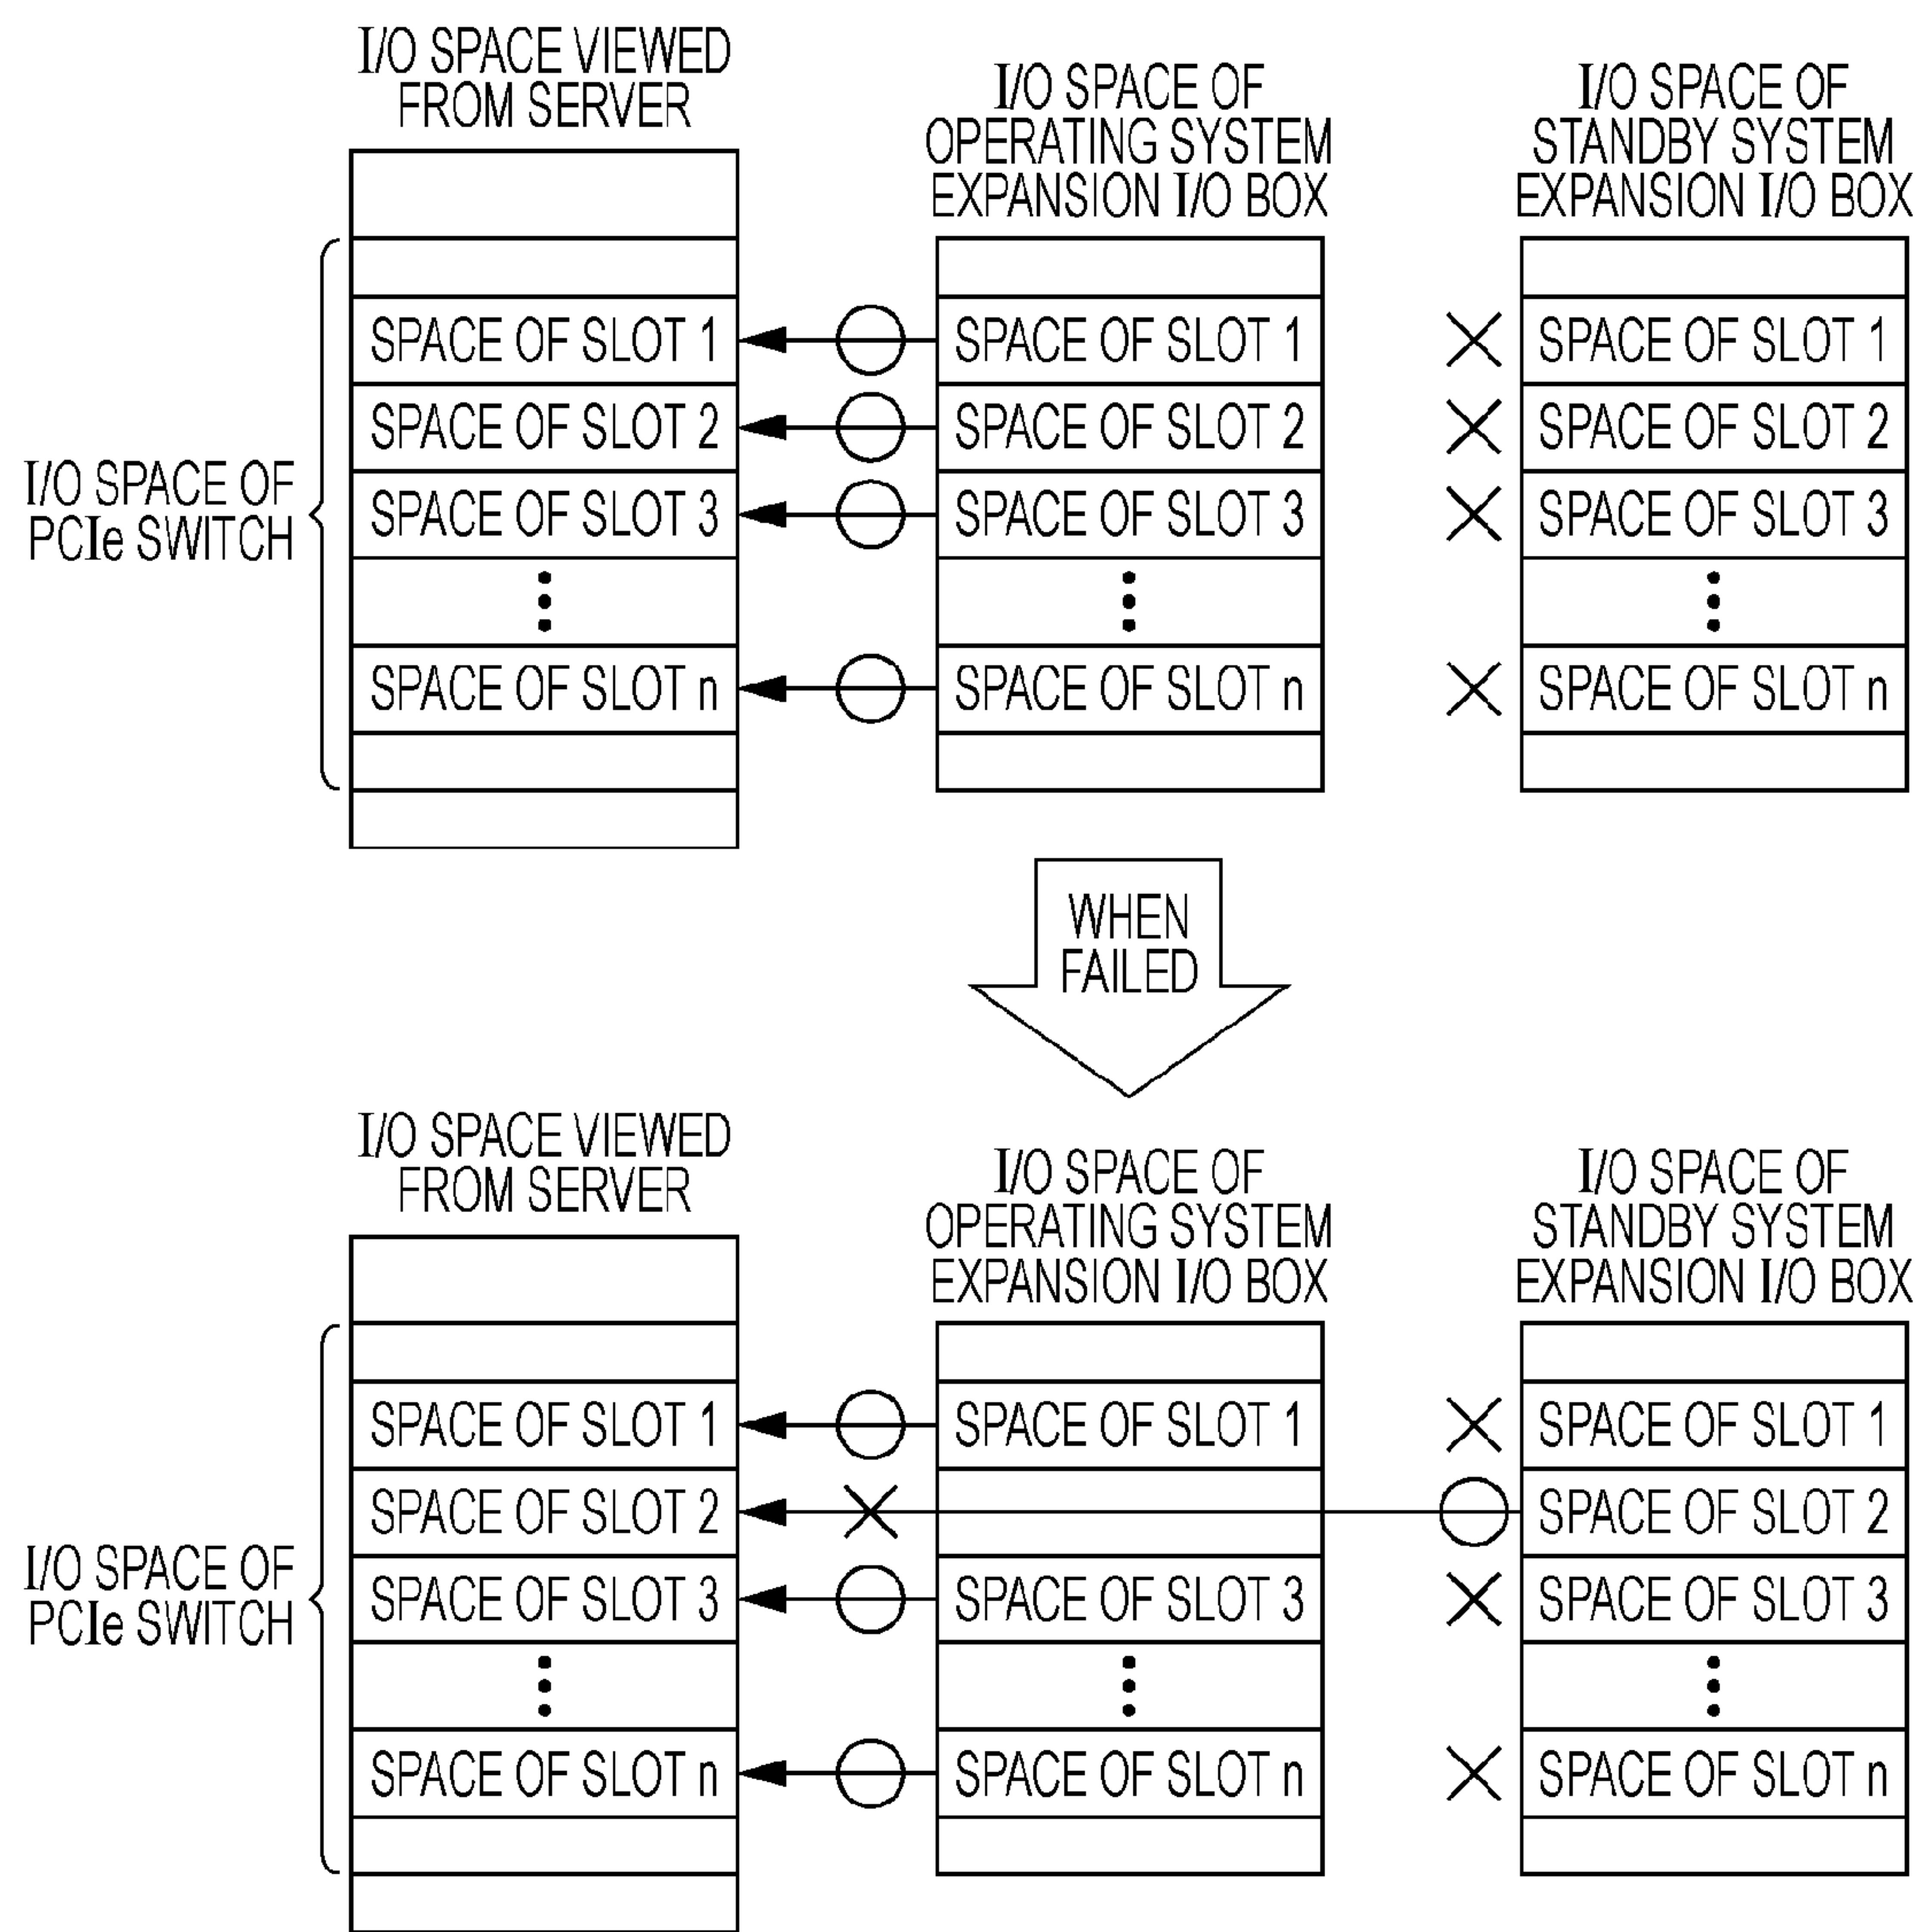 I/O SPACE VIEWED
FROM SERVER
I/O SPACE OF
OPERATING SYSTEM
EXPANSION I/O BOX
I/O SPACE OF
STANDBY SYSTEM
EXPANSION I/O BOX
I/O SPACE OF
PCIe SWITCH
SPACE OF SLOT 1
SPACE OF SLOT 2
SPACE OF SLOT 3
SPACE OF SLOT n
SPACE OF SLOT 1
SPACE OF SLOT 2
SPACE OF SLOT 3
SPACE OF SLOT n
SPACE OF SLOT 1
SPACE OF SLOT 2
SPACE OF SLOT 3
SPACE OF SLOT n
WHEN
FAILED
I/O SPACE VIEWED
FROM SERVER
I/O SPACE OF
OPERATING SYSTEM
EXPANSION I/O BOX
I/O SPACE OF
STANDBY SYSTEM
EXPANSION I/O BOX
I/O SPACE OF
PCIe SWITCH
SPACE OF SLOT 1
SPACE OF SLOT 2
SPACE OF SLOT 3
SPACE OF SLOT n
SPACE OF SLOT 1
SPACE OF SLOT 3
SPACE OF SLOT n
SPACE OF SLOT 1
SPACE OF SLOT 2
SPACE OF SLOT 3
SPACE OF SLOT n